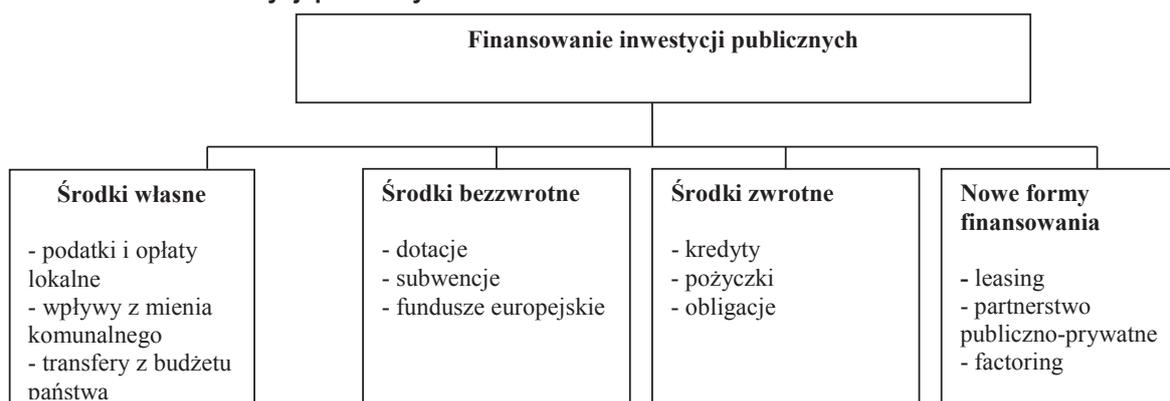 Finansowanie inwestycji publicznych
Środki własne
- podatki i opłaty
lokalne
- wpływy z mienia
komunalnego
- transfery z budżetu
państwa
Środki bezzwrotne
- dotacje
- subwencje
- fundusze europejskie
Środki zwrotne
- kredyty
- pożyczki
- obligacje
Nowe formy
finansowania
- leasing
- partnerstwo
publiczno-prywatne
- factoring